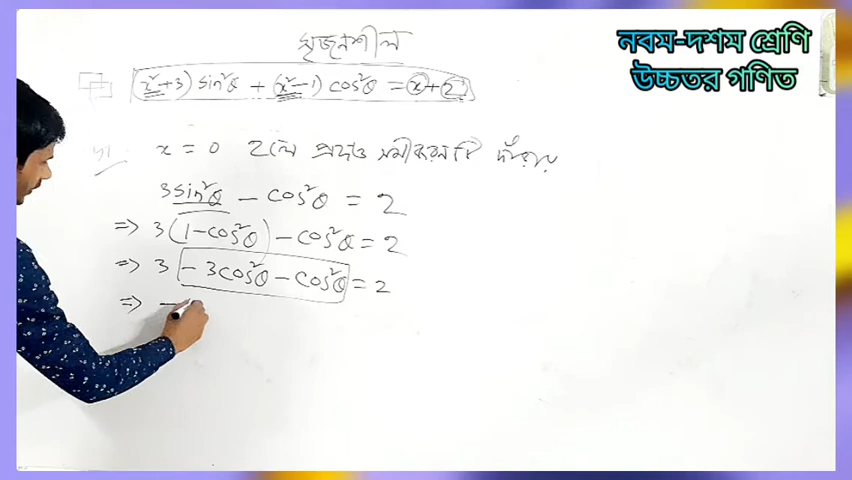 সৃজনশীল
নবম-দশম শ্রেণি
উচ্চতর গণিত
(x²+3) sin²θ + (x²-1) cos²θ = x+2
x = 0 হলে প্রদত্ত সমীকরণটি দাঁড়ায়
3sin²θ - cos²θ = 2
=> 3(1-cos²θ) - cos²θ = 2
=> 3 - 3cos²θ - cos²θ = 2
=> -